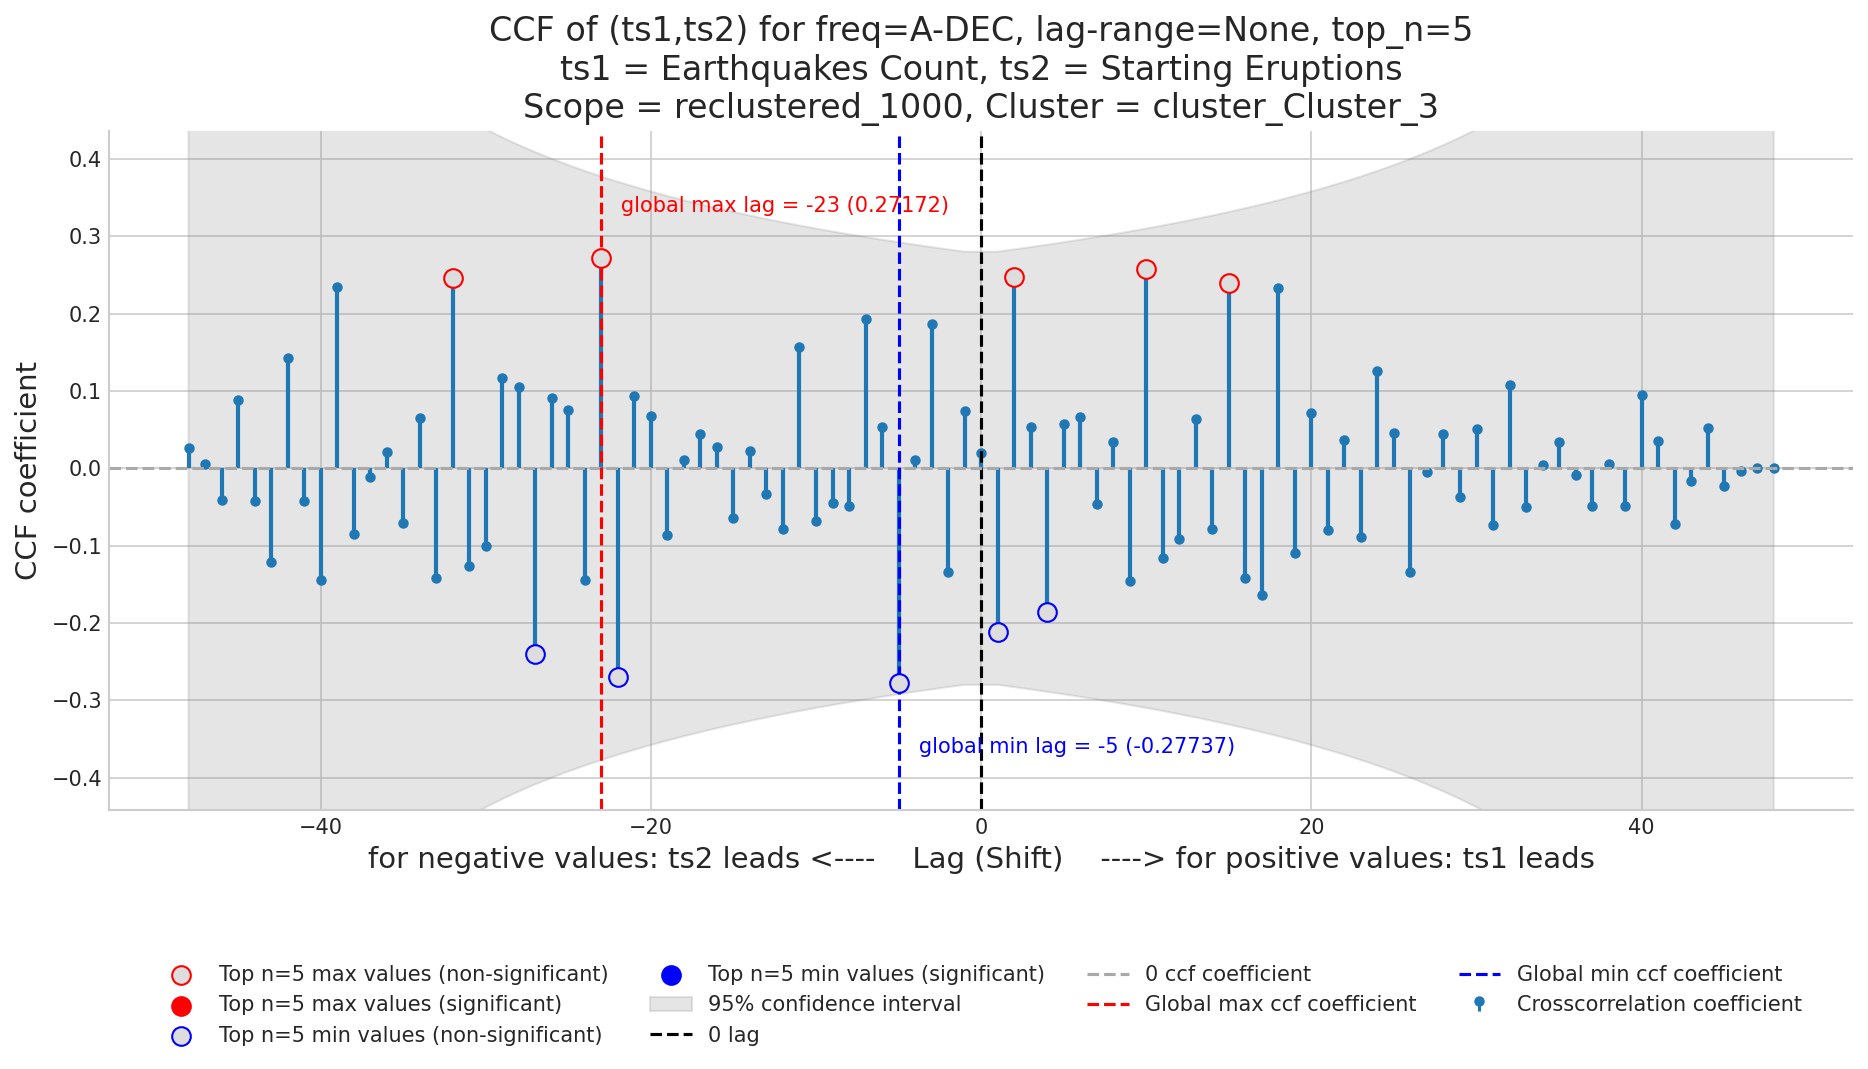 CCF of (ts1,ts2) for freq=A-DEC, lag-range=None, top_n=5
ts1 = Earthquakes Count, ts2 = Starting Eruptions
Scope = reclustered_1000, Cluster = cluster_Cluster_3
0.4
0.3
0.2
0.1
0.0
−0.1
−0.2
−0.3
−0.4
CCF coefficient
global max lag = -23 (0.27172)
global min lag = -5 (-0.27737)
−40
−20
0
20
40
for negative values: ts2 leads <---- Lag (Shift) ----> for positive values: ts1 leads
Top n=5 max values (non-significant)
Top n=5 max values (significant)
Top n=5 min values (non-significant)
Top n=5 min values (significant)
95% confidence interval
0 lag
0 ccf coefficient
Global max ccf coefficient
Global min ccf coefficient
Crosscorrelation coefficient